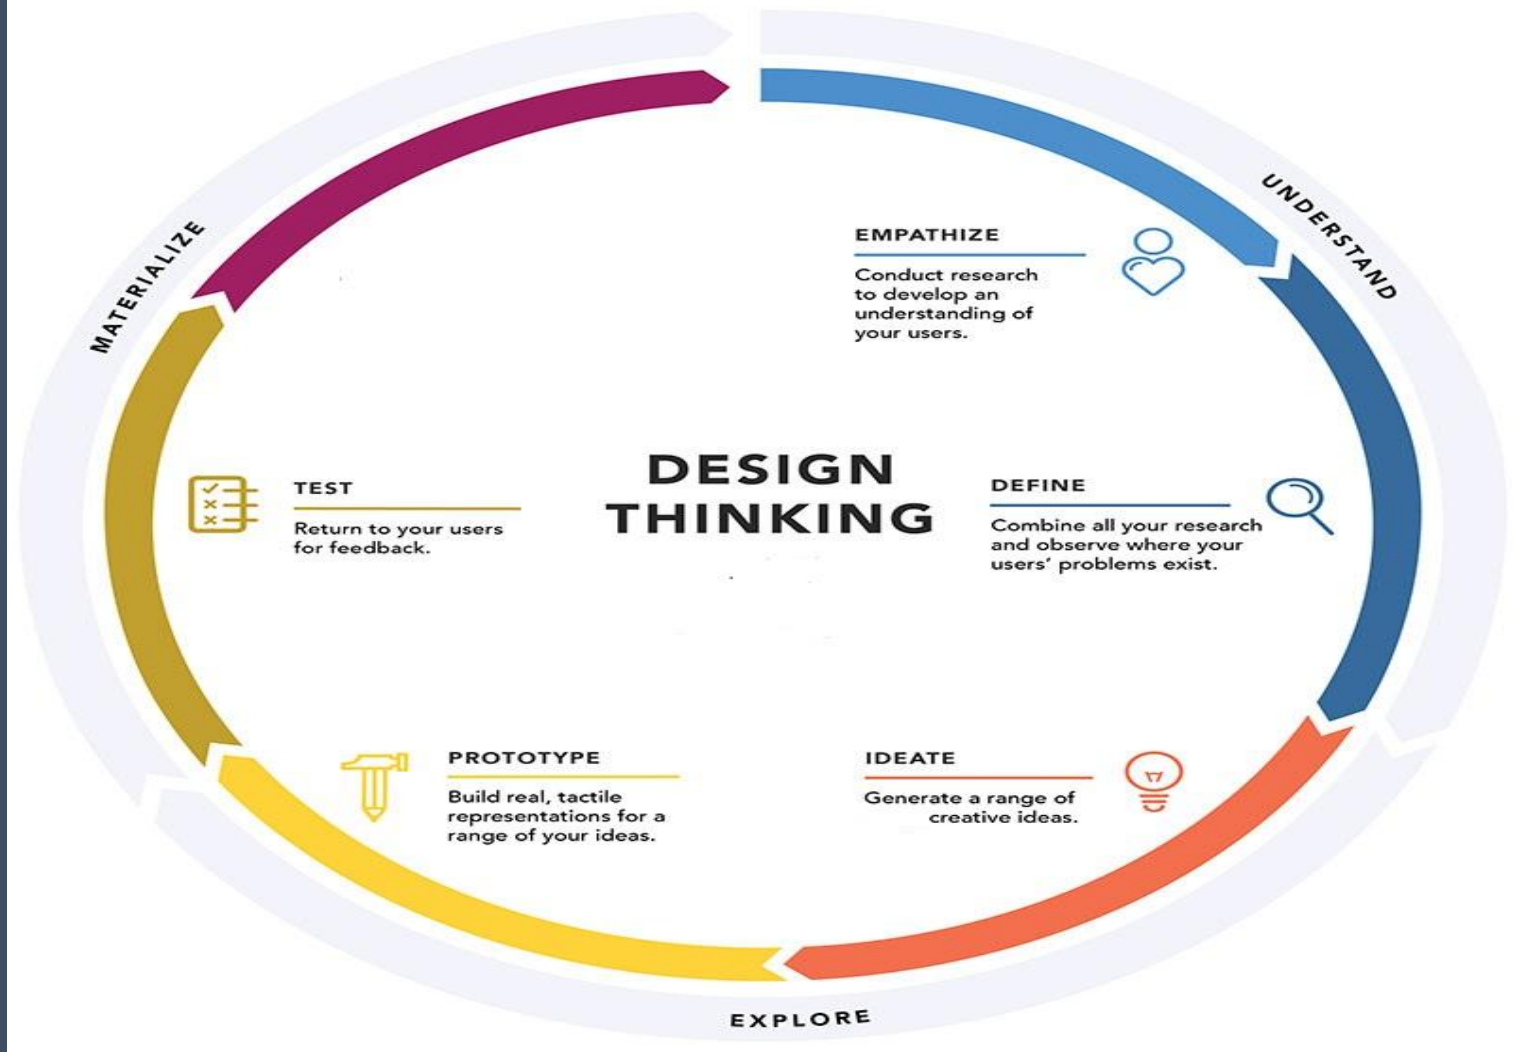 DESIGN
THINKING
UNDERSTAND
EMPATHIZE
Conduct research
to develop an
understanding of
your users.
DEFINE
Combine all your research
and observe where your
users’ problems exist.
EXPLORE
IDEATE
Generate a range of
creative ideas.
PROTOTYPE
Build real, tactile
representations for a
range of your ideas.
MATERIALIZE
TEST
Return to your users
for feedback.